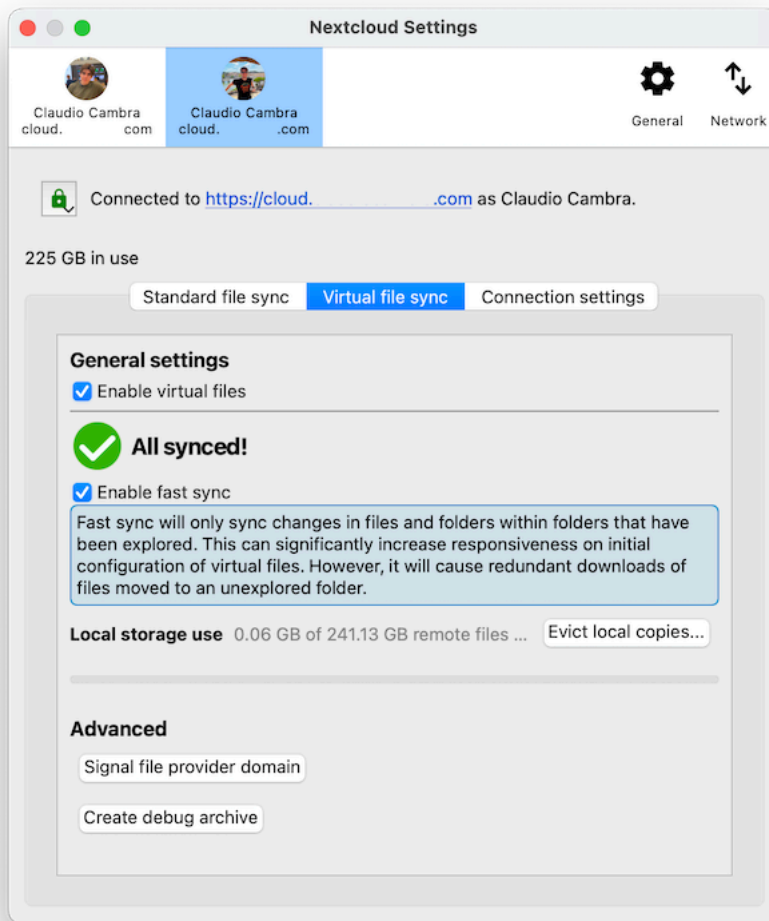 Nextcloud Settings
Claudio Cambra
cloud. com
Claudio Cambra
cloud. .com
General
Network
Connected to https://cloud. .com as Claudio Cambra.
225 GB in use
Standard file sync
Virtual file sync
Connection settings
General settings
Enable virtual files
All synced!
Enable fast sync
Fast sync will only sync changes in files and folders within folders that have
been explored. This can significantly increase responsiveness on initial
configuration of virtual files. However, it will cause redundant downloads of
files moved to an unexplored folder.
Local storage use 0.06 GB of 241.13 GB remote files ... Evict local copies...
Advanced
Signal file provider domain
Create debug archive